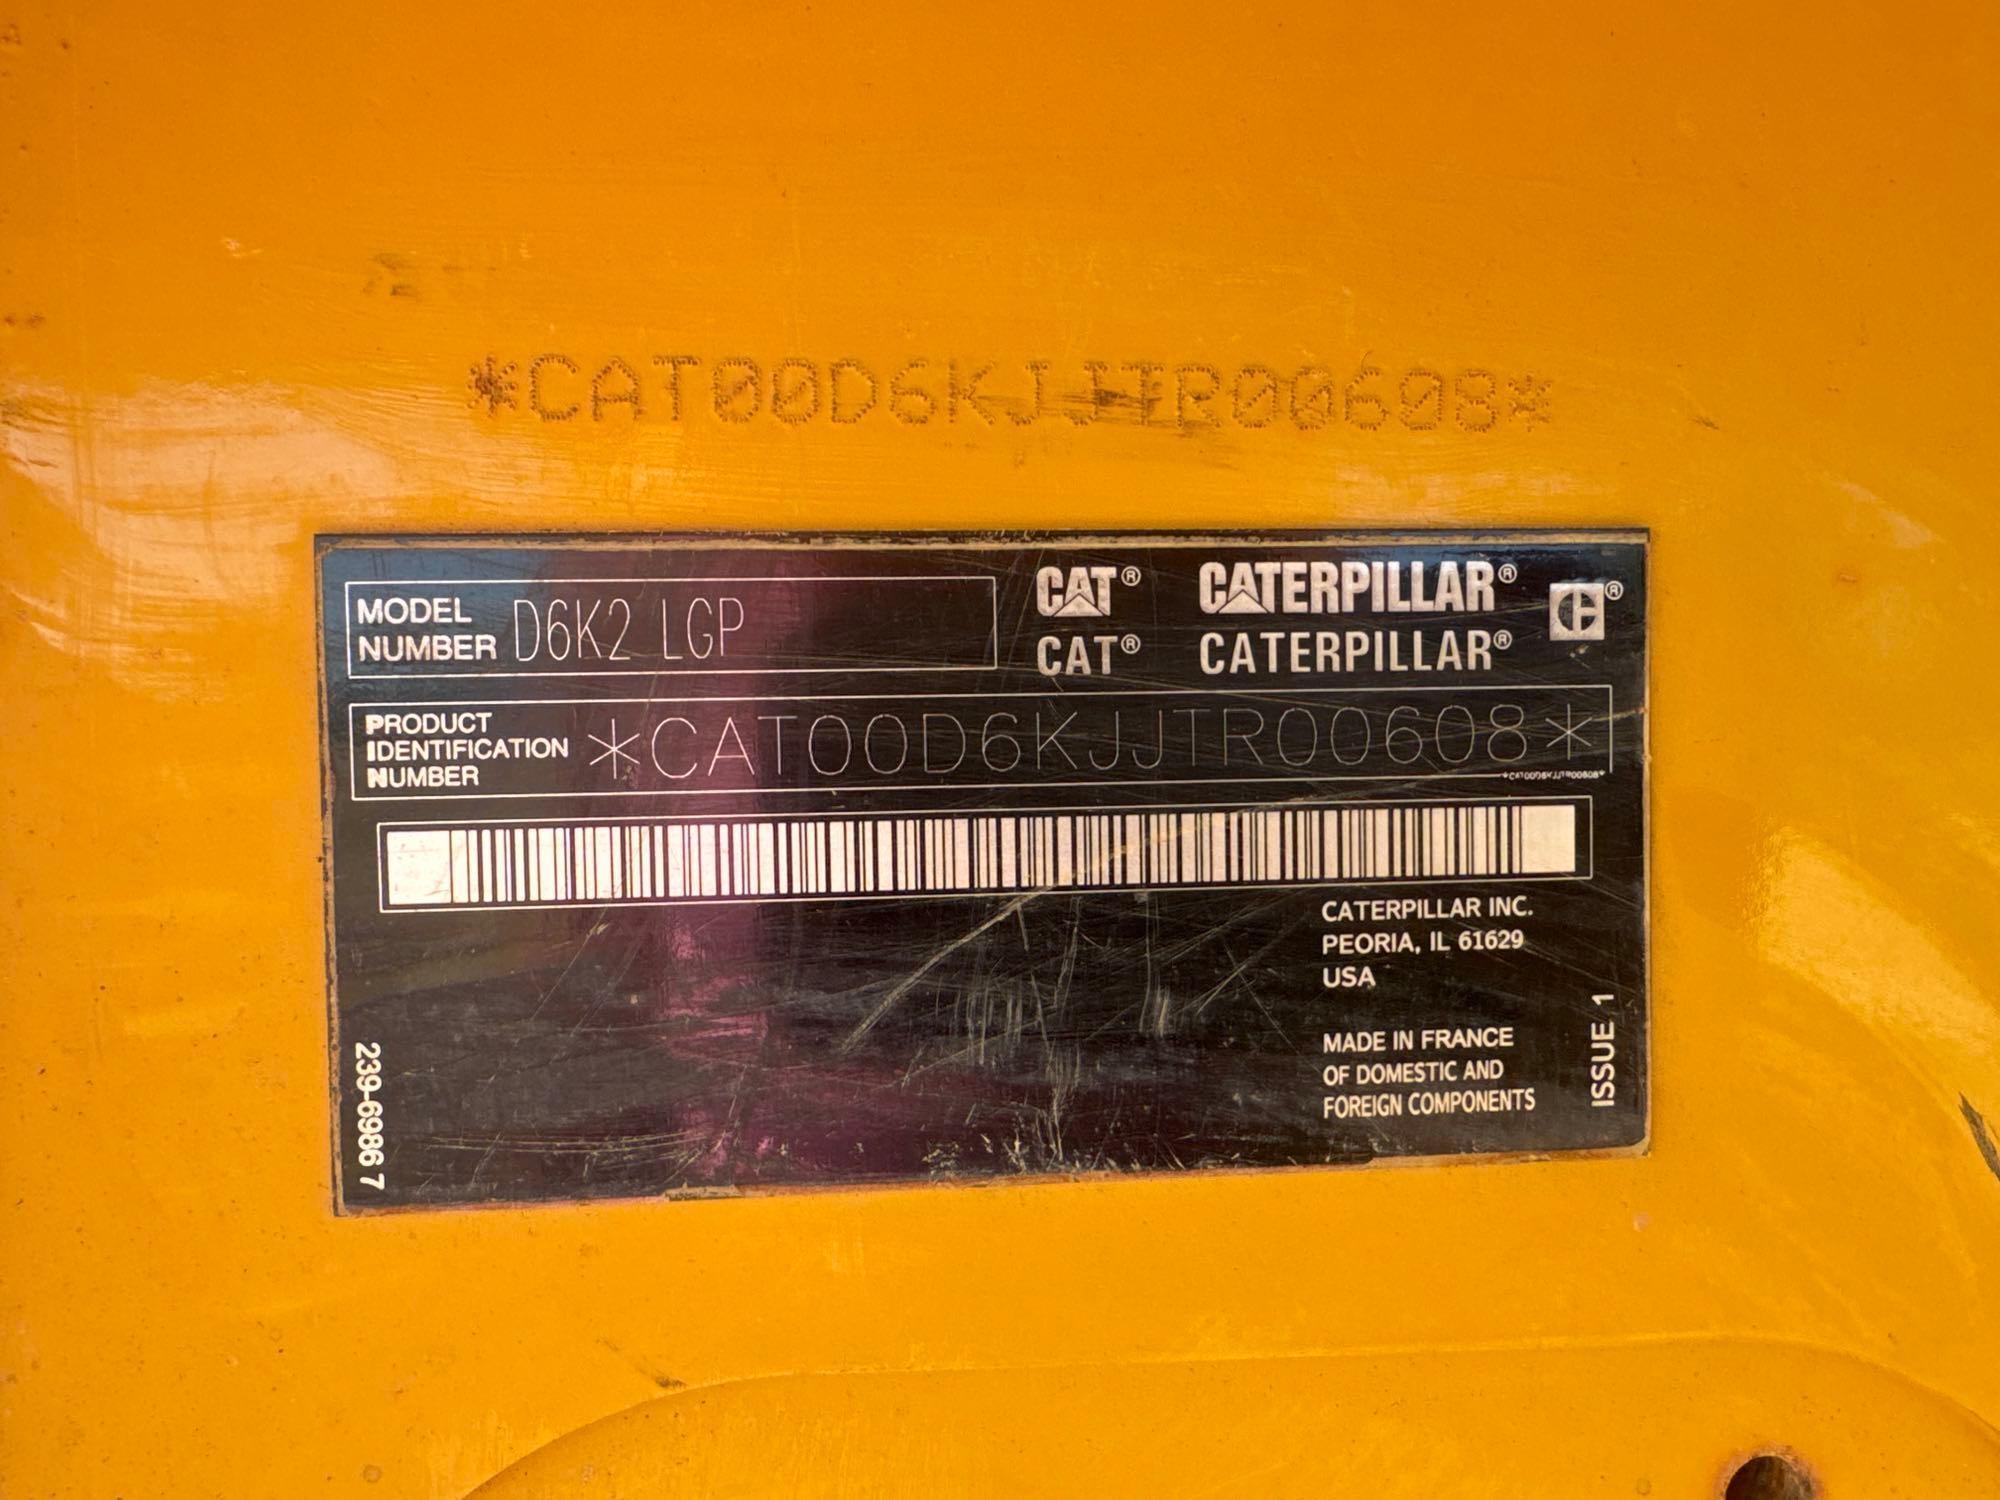 *CAT00D6KJJTR00608*
MODEL
NUMBER D6K2 LGP
CAT® CATERPILLAR®
CAT® CATERPILLAR®
PRODUCT
IDENTIFICATION
NUMBER *CAT00D6KJJTR00608*
*CAT00D6KJJTR00608*
CATERPILLAR INC.
PEORIA, IL 61629
USA
MADE IN FRANCE
OF DOMESTIC AND
FOREIGN COMPONENTS
ISSUE 1
239-6986 7